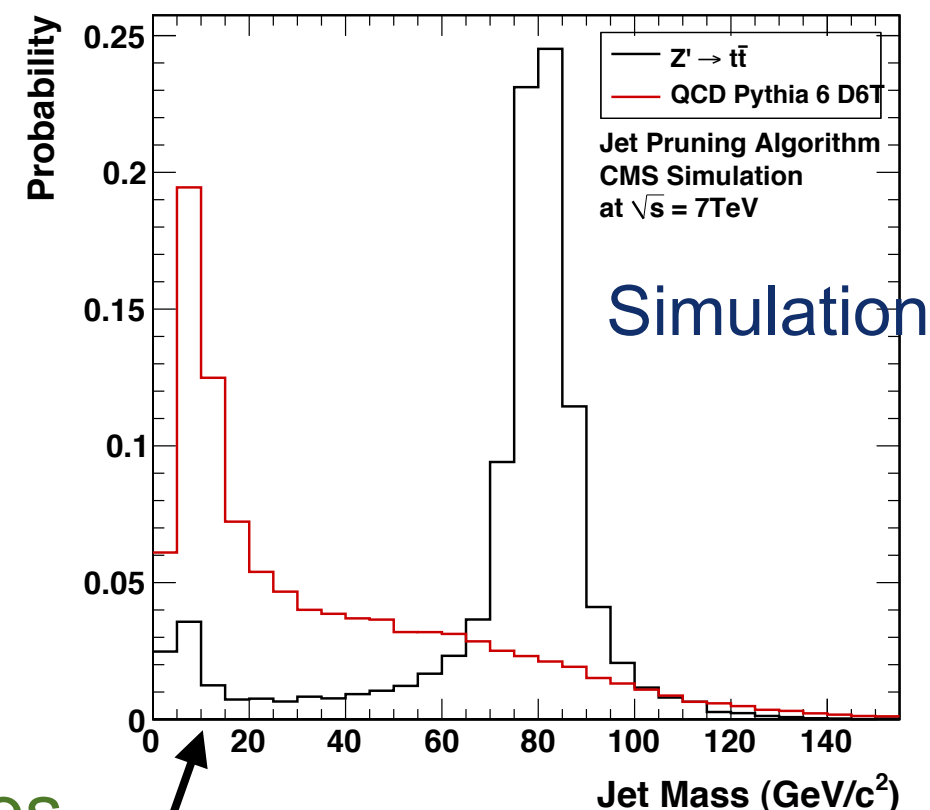 Probability
0.25
0.2
0.15
0.1
0.05
0
0 20 40 60 80 100 120 140
Jet Mass (GeV/c²)
Z' → tt̄
QCD Pythia 6 D6T
Jet Pruning Algorithm
CMS Simulation
at √s = 7TeV
Simulation